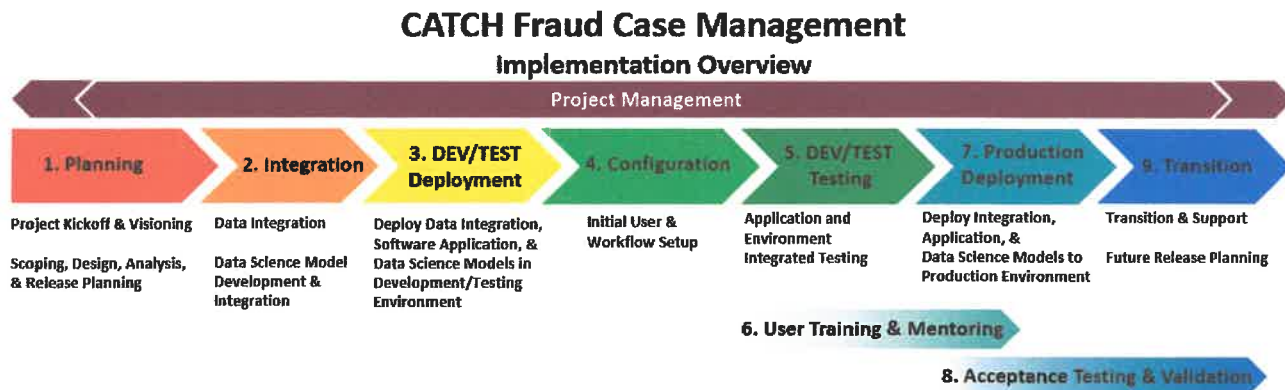 CATCH Fraud Case Management
Implementation Overview
Project Management
1. Planning
Project Kickoff & Visioning
Scoping, Design, Analysis,
& Release Planning
2. Integration
Data Integration
Data Science Model
Development &
Integration
3. DEV/TEST
Deployment
Deploy Data Integration,
Software Application, &
Data Science Models in
Development/Testing
Environment
4. Configuration
Initial User &
Workflow Setup
5. DEV/TEST
Testing
Application and
Environment
Integrated Testing
7. Production
Deployment
Deploy Integration,
Application, &
Data Science Models to
Production Environment
9. Transition
Transition & Support
Future Release Planning
6. User Training & Mentoring
8. Acceptance Testing & Validation